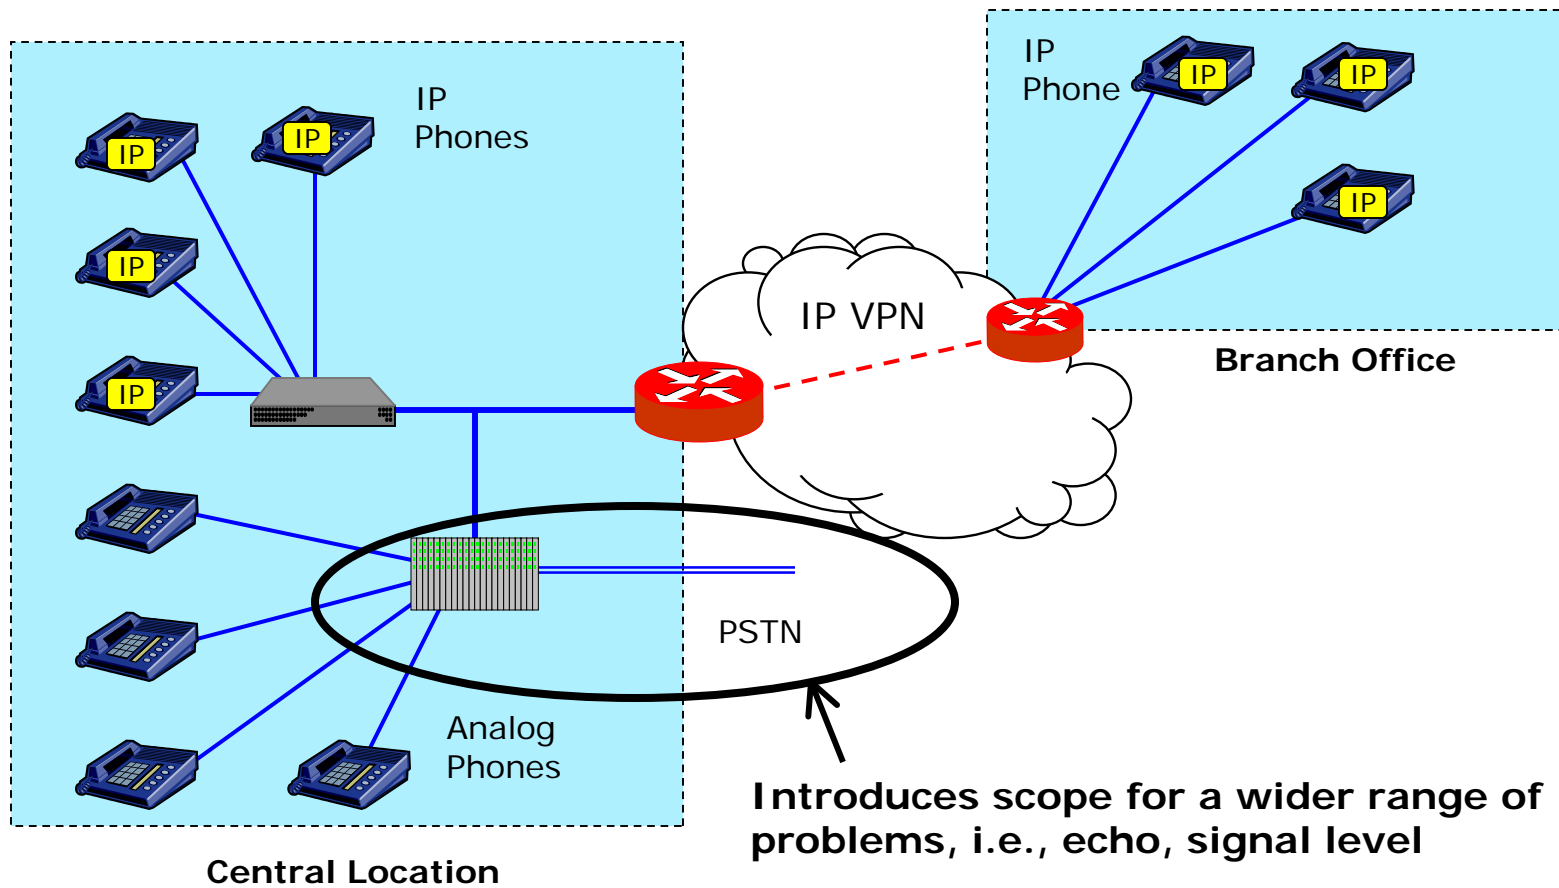 IP
Phones
IP
IP
IP
IP
Analog
Phones
Central Location
IP VPN
PSTN
IP
Phone
IP
IP
IP
Branch Office
Introduces scope for a wider range of
problems, i.e., echo, signal level